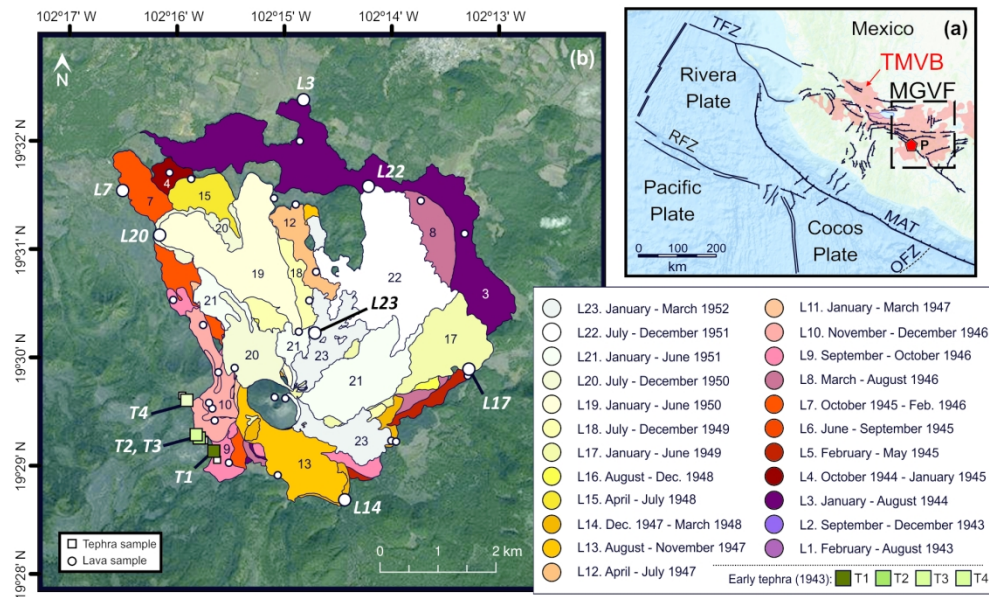 102°17'W
102°16'W
102°15'W
102°14'W
102°13'W
(b)
N
19°32'N
19°31'N
19°30'N
19°29'N
19°28'N
L3
L22
L7
L20
L23
L17
L14
T4
T2, T3
T1
4
7
15
20
12
8
19
18
22
3
21
17
21
23
20
21
10
23
9
13
Tephra sample
Lava sample
0 1 2 km
(a)
Mexico
TFZ
TMVB
Rivera
Plate
MGVF
P
RFZ
Pacific
Plate
MAT
Cocos
Plate
OFZ
0 50 100 200
km
L23. January - March 1952
L22. July - December 1951
L21. January - June 1951
L20. July - December 1950
L19. January - June 1950
L18. July - December 1949
L17. January - June 1949
L16. August - Dec. 1948
L15. April - July 1948
L14. Dec. 1947 - March 1948
L13. August - November 1947
L12. April - July 1947
L11. January - March 1947
L10. November - December 1946
L9. September - October 1946
L8. March - August 1946
L7. October 1945 - Feb. 1946
L6. June - September 1945
L5. February - May 1945
L4. October 1944 - January 1945
L3. January - August 1944
L2. September - December 1943
L1. February - August 1943
Early tephra (1943): T1 T2 T3 T4